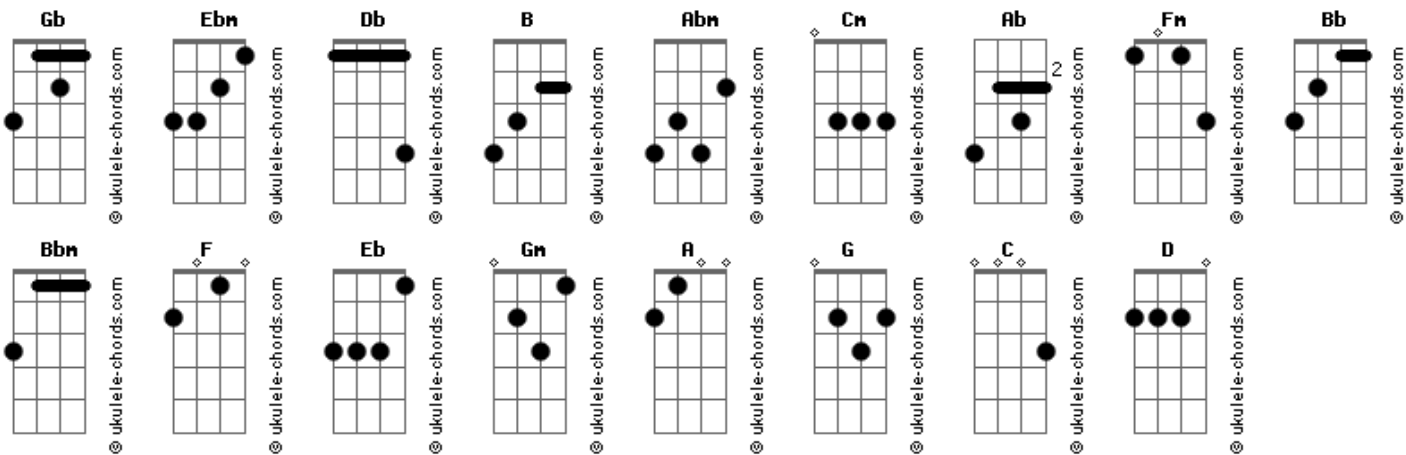 Gb Ebm Db B Abm Cm Ab Fm Bb
© ukulele-chords.com © ukulele-chords.com © ukulele-chords.com © ukulele-chords.com © ukulele-chords.com © ukulele-chords.com 2 © ukulele-chords.com © ukulele-chords.com © ukulele-chords.com
Bbm F Eb Gm A G C D
© ukulele-chords.com © ukulele-chords.com © ukulele-chords.com © ukulele-chords.com © ukulele-chords.com © ukulele-chords.com © ukulele-chords.com © ukulele-chords.com